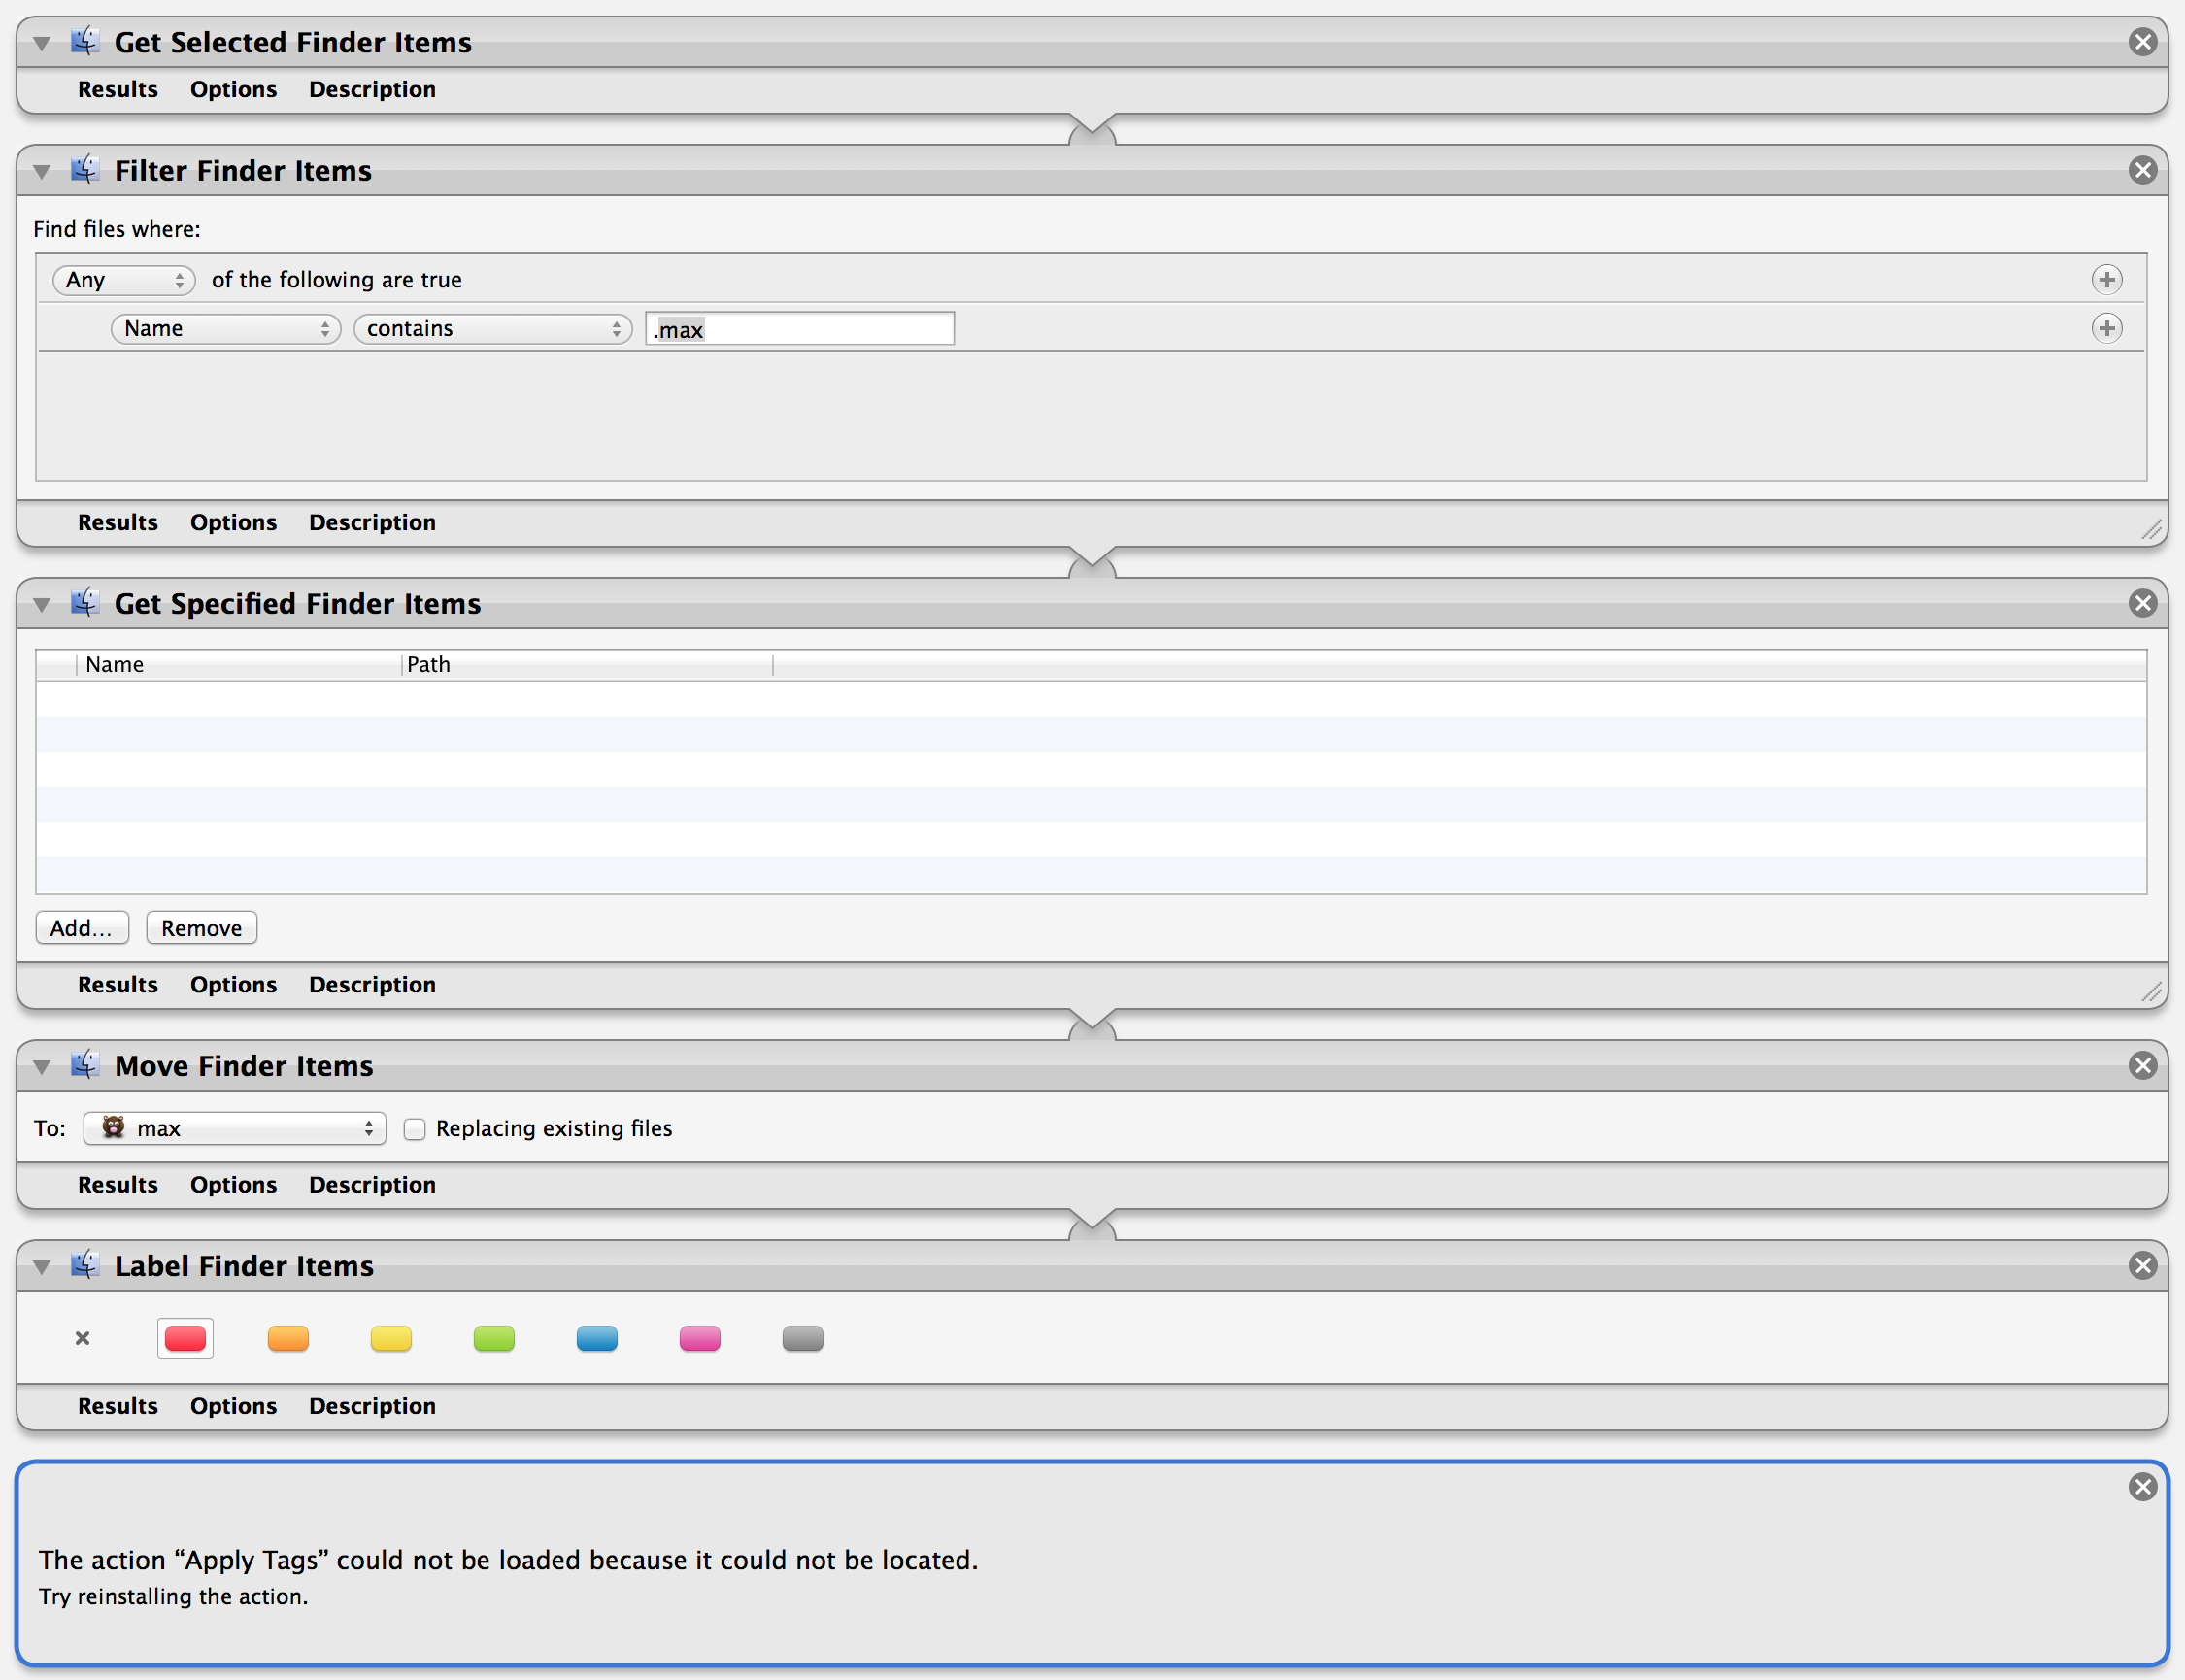 Get Selected Finder Items
Results Options Description
Filter Finder Items
Find files where:
Any of the following are true
Name contains .max
Results Options Description
Get Specified Finder Items
Name Path
Add... Remove
Results Options Description
Move Finder Items
To: max Replacing existing files
Results Options Description
Label Finder Items
Results Options Description
The action “Apply Tags” could not be loaded because it could not be located.
Try reinstalling the action.